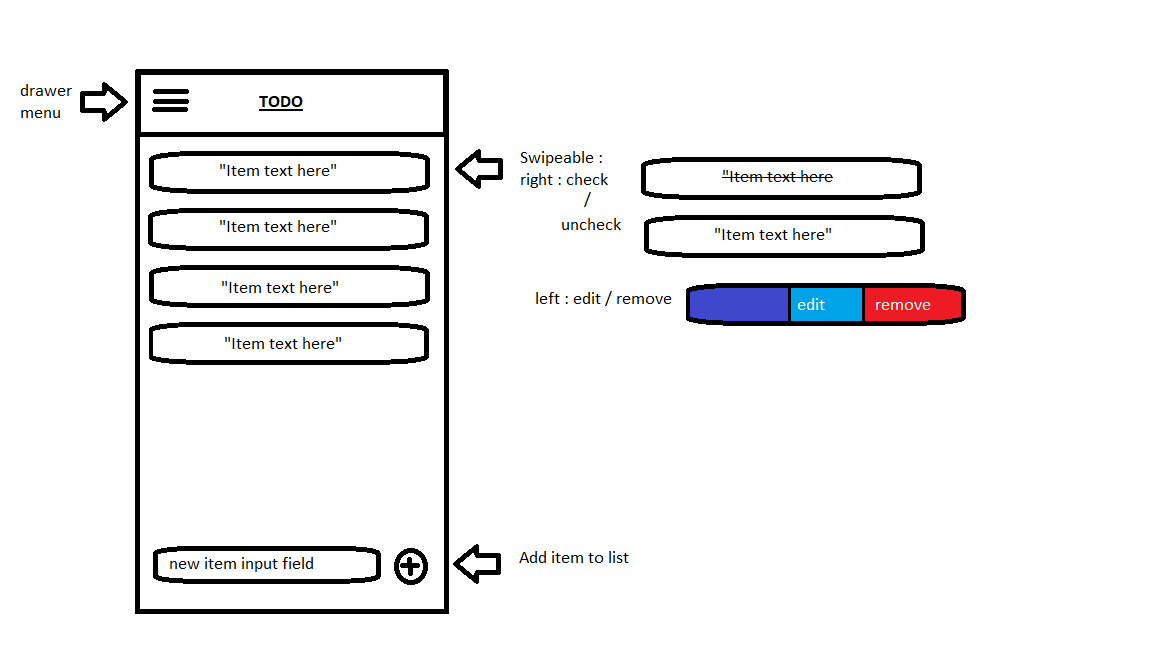 drawer
menu
TODO
"Item text here"
"Item text here"
"Item text here"
"Item text here"
new item input field
Swipeable :
right : check
/
uncheck
"Item text here
"Item text here"
left : edit / remove
edit
remove
Add item to list